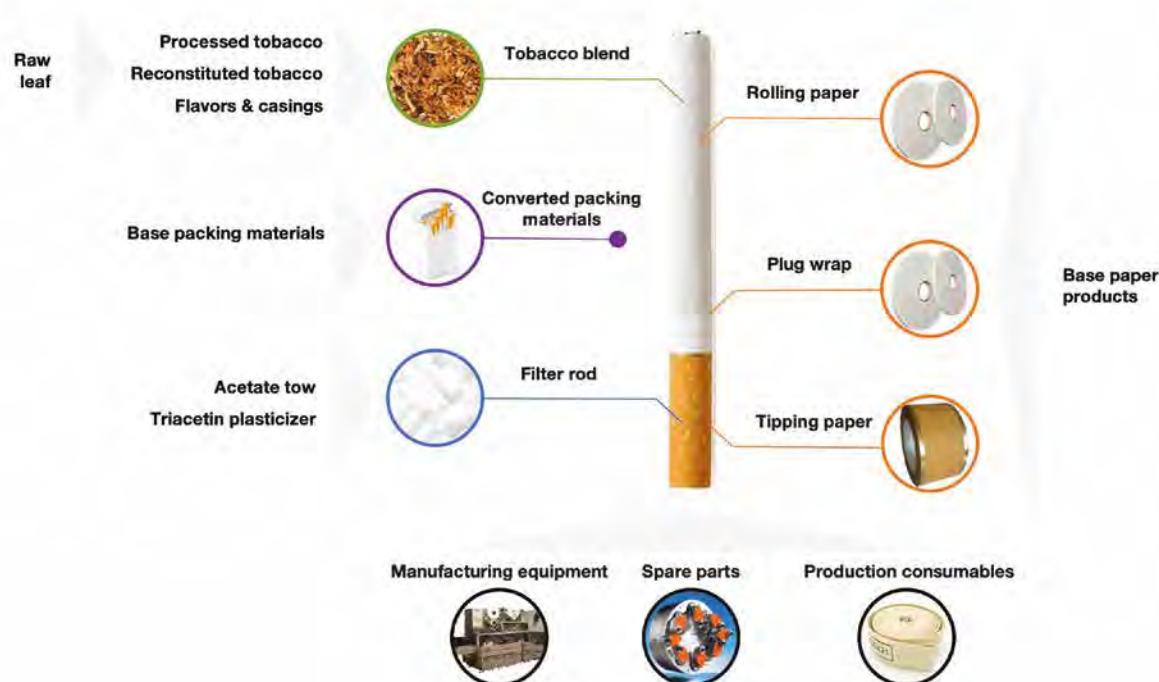 Raw
leaf
Processed tobacco
Reconstituted tobacco
Flavors & casings
Tobacco blend
Rolling paper
Base packing materials
Converted packing
materials
Plug wrap
Base paper
products
Acetate tow
Triacetin plasticizer
Filter rod
Tipping paper
Manufacturing equipment
Spare parts
Production consumables